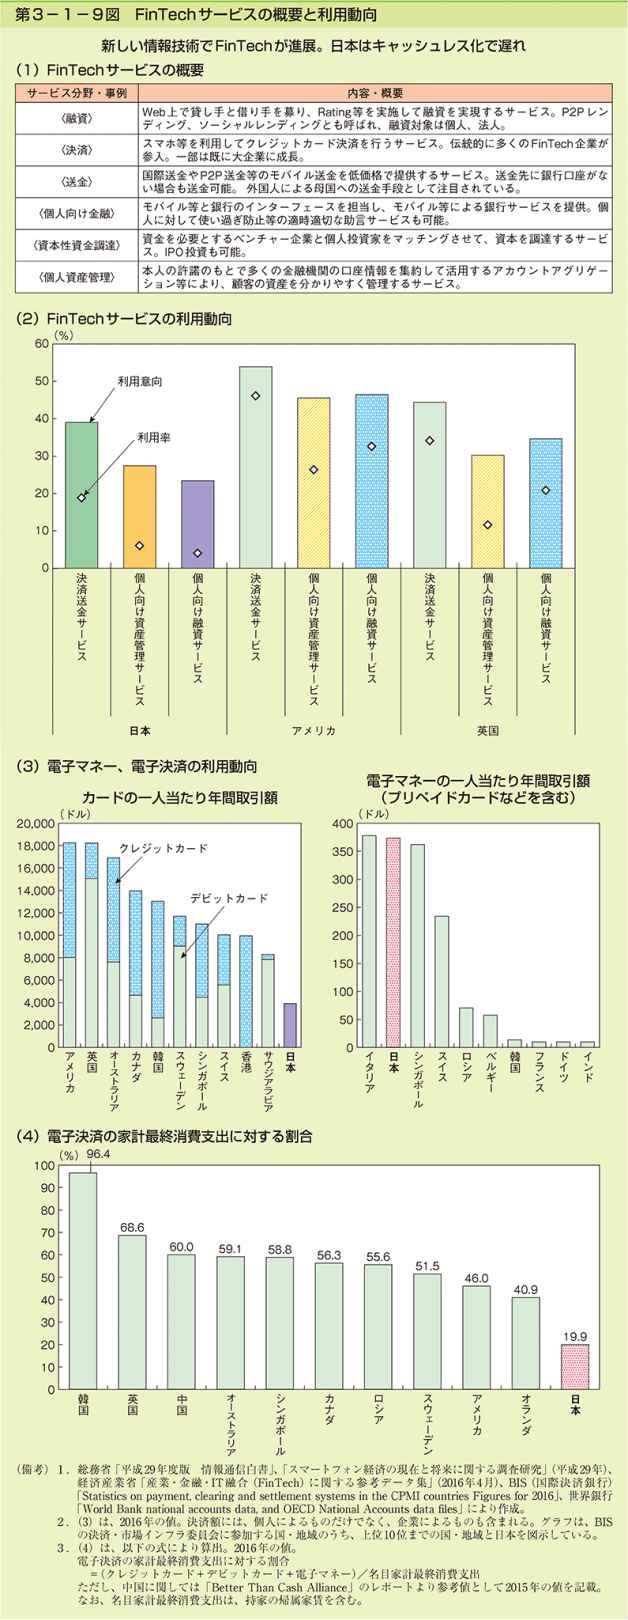 第3－1－9図　FinTechサービスの概要と利用動向
新しい情報技術でFinTechが進展。日本はキャッシュレス化で遅れ
（1）FinTechサービスの概要
サービス分野・事例　内容・概要
〈融資〉　Web上で貸し手と借り手を募り、Rating等を実施して融資を実現するサービス。P2Pレン
ディング、ソーシャルレンディングとも呼ばれ、融資対象は個人、法人。
〈決済〉　スマホ等を利用してクレジットカード決済を行うサービス。伝統的に多くのFinTech企業が
参入。一部は既に大企業に成長。
〈送金〉　国際送金やP2P送金等のモバイル送金を低価格で提供するサービス。送金先に銀行口座がな
い場合も送金可能。 外国人による母国への送金手段として注目されている。
〈個人向け金融〉　モバイル等と銀行のインターフェースを担当し、モバイル等による銀行サービスを提供。個
人に対して使い過ぎ防止等の適時適切な助言サービスも可能。
〈資本性資金調達〉　資金を必要とするベンチャー企業と個人投資家をマッチングさせて、資本を調達するサービ
ス。IPO投資も可能。
〈個人資産管理〉　本人の許諾のもとで多くの金融機関の口座情報を集約して活用するアカウントアグリゲー
ション等により、顧客の資産を分かりやすく管理するサービス。
（2）FinTechサービスの利用動向
（%）
60
50
40
30
20
10
0
利用意向
利用率
決済送金サービス
個人向け資産管理サービス
個人向け融資サービス
決済送金サービス
個人向け資産管理サービス
個人向け融資サービス
決済送金サービス
個人向け資産管理サービス
個人向け融資サービス
日本　アメリカ　英国
（3）電子マネー、電子決済の利用動向
カードの一人当たり年間取引額
（ドル）
20,000
18,000
16,000
14,000
12,000
10,000
8,000
6,000
4,000
2,000
0
クレジットカード
デビットカード
アメリカ
英国
オーストラリア
カナダ
韓国
スウェーデン
シンガポール
スイス
香港
サウジアラビア
日本
電子マネーの一人当たり年間取引額
（プリペイドカードなどを含む）
（ドル）
400
350
300
250
200
150
100
50
0
イタリア
日本
シンガポール
スイス
ロシア
ベルギー
韓国
フランス
ドイツ
インド
（4）電子決済の家計最終消費支出に対する割合
（%）
100
90
80
70
60
50
40
30
20
10
0
96.4
68.6
60.0
59.1
58.8
56.3
55.6
51.5
46.0
40.9
19.9
韓国
英国
中国
オーストラリア
シンガポール
カナダ
ロシア
スウェーデン
アメリカ
オランダ
日本
（備考）1．総務省「平成29年度版　情報通信白書」、「スマートフォン経済の現在と将来に関する調査研究」（平成29年）、
経済産業省「産業・金融・IT融合（FinTech）に関する参考データ集」（2016年4月）、BIS（国際決済銀行）
「Statistics on payment, clearing and settlement systems in the CPMI countries Figures for 2016」、世界銀行
「World Bank national accounts data, and OECD National Accounts data files」により作成。
2．（3）は、2016年の値。決済額には、個人によるものだけでなく、企業によるものも含まれる。グラフは、BIS
の決済・市場インフラ委員会に参加する国・地域のうち、上位10位までの国・地域と日本を図示している。
3．（4）は、以下の式により算出。2016年の値。
電子決済の家計最終消費支出に対する割合
＝（クレジットカード＋デビットカード＋電子マネー）／名目家計最終消費支出
ただし、中国に関しては「Better Than Cash Alliance」のレポートより参考値として2015年の値を記載。
なお、名目家計最終消費支出は、持家の帰属家賃を含む。